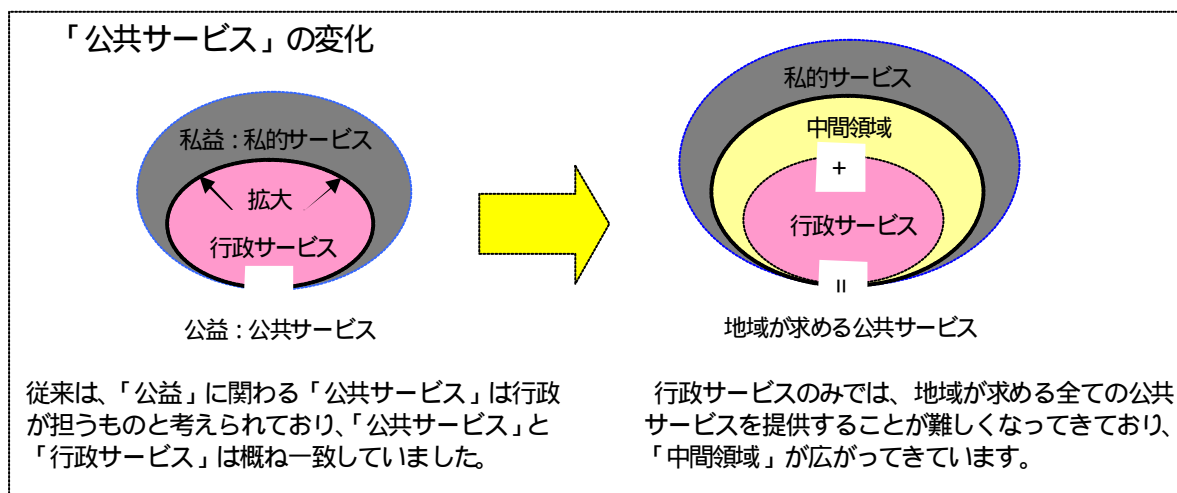 「公共サービス」の変化
私益：私的サービス
拡大
行政サービス
公益：公共サービス
私的サービス
中間領域
＋
行政サービス
＝
地域が求める公共サービス
従来は、「公益」に関わる「公共サービス」は行政
が担うものと考えられており、「公共サービス」と
「行政サービス」は概ね一致していました。
行政サービスのみでは、地域が求める全ての公共
サービスを提供することが難しくなってきており、
「中間領域」が広がってきています。